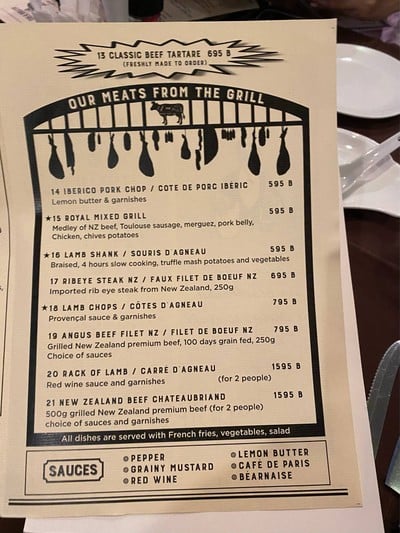 13 CLASSIC BEEF TARTARE 695 B
(FRESHLY MADE TO ORDER)
OUR MEATS FROM THE GRILL
14 IBERICO PORK CHOP / COTE DE PORC IBÉRIC 595 B
Lemon butter & garnishes
★15 ROYAL MIXED GRILL 595 B
Medley of NZ beef, Toulouse sausage, merguez, pork belly,
Chicken, chives potatoes
★16 LAMB SHANK / SOURIS D'AGNEAU 595 B
Braised, 4 hours slow cooking, truffle mash potatoes and vegetables
17 RIBEYE STEAK NZ / FAUX FILET DE BOEUF NZ 695 B
Imported rib eye steak from New Zealand, 250g
★18 LAMB CHOPS / CÔTES D'AGNEAU 795 B
Provençal sauce & garnishes
19 ANGUS BEEF FILET NZ / FILET DE BOEUF NZ 795 B
Grilled New Zealand premium beef, 100 days grain fed, 250g
Choice of sauces
20 RACK OF LAMB / CARRE D'AGNEAU 1595 B
Red wine sauce and garnishes (for 2 people)
21 NEW ZEALAND BEEF CHATEAUBRIAND 1595 B
500g grilled New Zealand premium beef (for 2 people)
choice of sauces and garnishes
All dishes are served with French fries, vegetables, salad
SAUCES
PEPPER
GRAINY MUSTARD
RED WINE
LEMON BUTTER
CAFÉ DE PARIS
BÉARNAISE